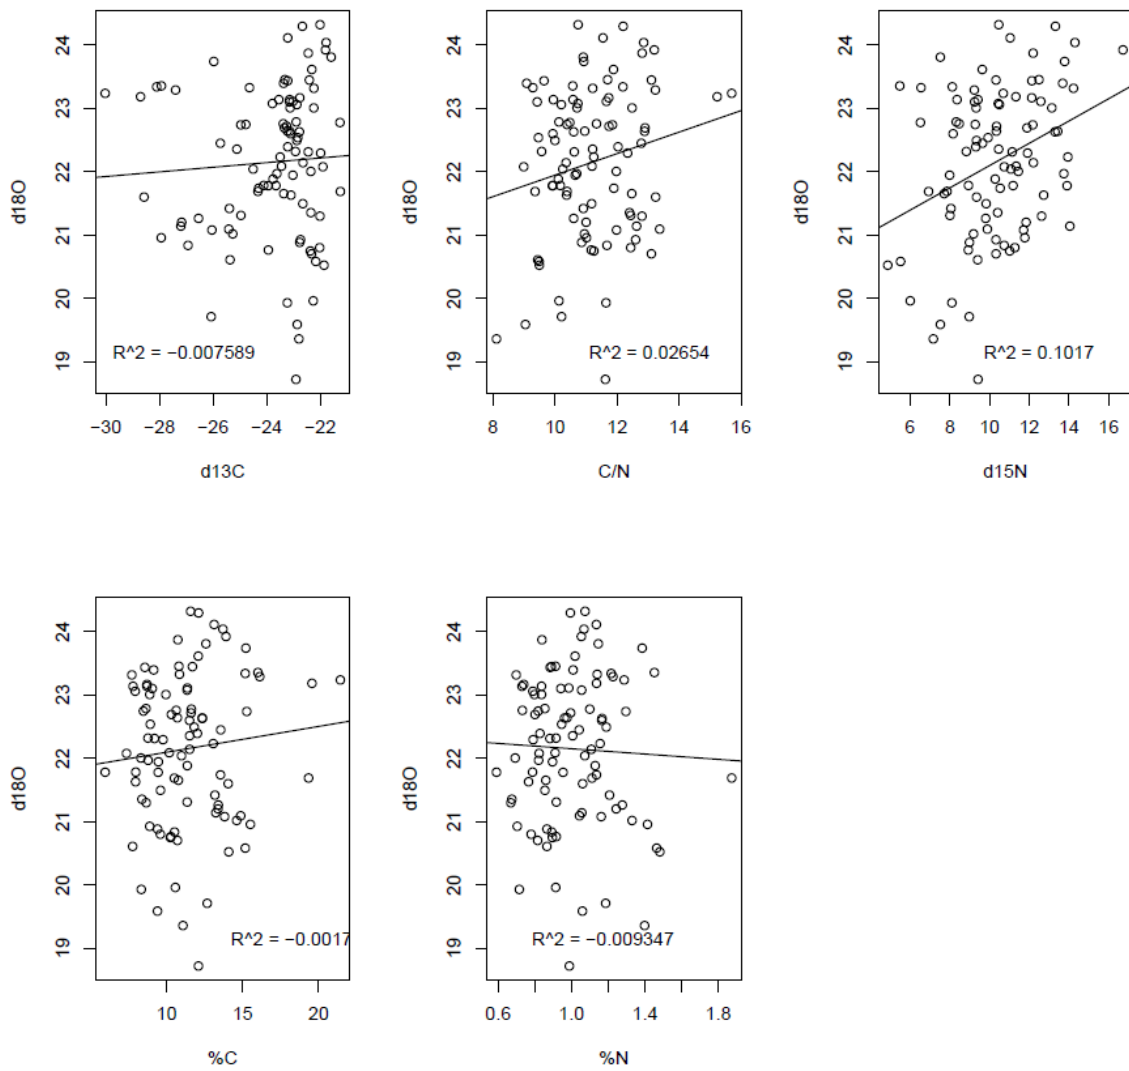 d18O
24
23
22
21
20
19
R^2 = −0.007589
−30 −28 −26 −24 −22
d13C
d18O
24
23
22
21
20
19
R^2 = 0.02654
8 10 12 14 16
C/N
d18O
24
23
22
21
20
19
R^2 = 0.1017
6 8 10 12 14 16
d15N
d18O
24
23
22
21
20
19
R^2 = −0.0017
10 15 20
%C
d18O
24
23
22
21
20
19
R^2 = −0.009347
0.6 1.0 1.4 1.8
%N